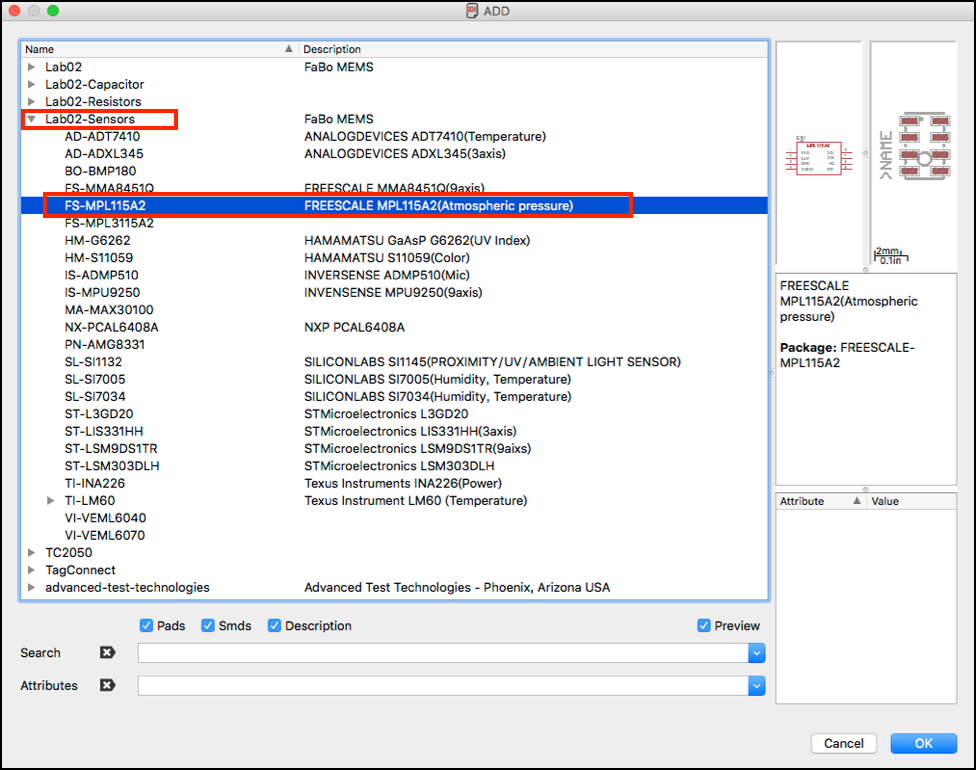 ADD
Name Description
Lab02 FaBo MEMS
Lab02-Capacitor
Lab02-Resistors
Lab02-Sensors FaBo MEMS
AD-ADT7410 ANALOGDEVICES ADT7410(Temperature)
AD-ADXL345 ANALOGDEVICES ADXL345(3axis)
BO-BMP180
FS-MMA8451Q FREESCALE MMA8451Q(9axis)
FS-MPL115A2 FREESCALE MPL115A2(Atmospheric pressure)
FS-MPL3115A2
HM-G6262 HAMAMATSU GaAsP G6262(UV Index)
HM-S11059 HAMAMATSU S11059(Color)
IS-ADMP510 INVERSENSE ADMP510(Mic)
IS-MPU9250 INVENSENSE MPU9250(9axis)
MA-MAX30100
NX-PCAL6408A NXP PCAL6408A
PN-AMG8331
SL-SI1132 SILICONLABS SI1145(PROXIMITY/UV/AMBIENT LIGHT SENSOR)
SL-SI7005 SILICONLABS SI7005(Humidity, Temperature)
SL-SI7034 SILICONLABS SI7034(Humidity, Temperature)
ST-L3GD20 STMicroelectronics L3GD20
ST-LIS331HH STMicroelectronics LIS331HH(3axis)
ST-LSM9DS1TR STMicroelectronics LSM9DS1TR(9aixs)
ST-LSM303DLH STMicroelectronics LSM303DLH
TI-INA226 Texus Instruments INA226(Power)
TI-LM60 Texus Instrument LM60 (Temperature)
VI-VEML6040
VI-VEML6070
TC2050
TagConnect
advanced-test-technologies Advanced Test Technologies - Phoenix, Arizona USA
Pads Smds Description Preview
Search
Attributes
MPL115A2
>NAME
2mm
0.1in
FREESCALE
MPL115A2(Atmospheric
pressure)
Package: FREESCALE-
MPL115A2
Attribute Value
Cancel OK